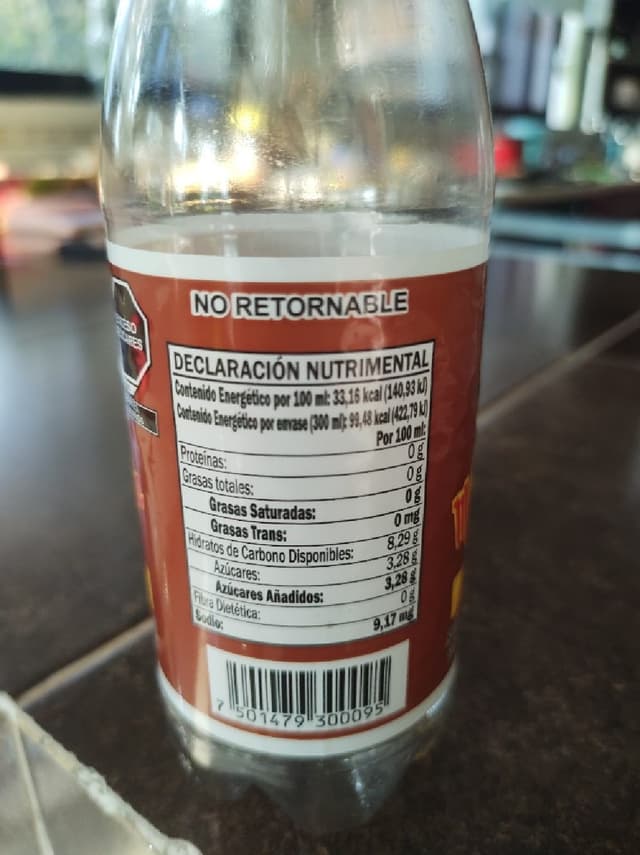 NO RETORNABLE
DECLARACIÓN NUTRIMENTAL
Contenido Energético por 100 ml: 33,16 kcal (140,93 kJ)
Contenido Energético por envase (300 ml): 99,48 kcal (422,79 kJ)
Por 100 ml:
Proteínas: 0 g
Grasas totales: 0 g
Grasas Saturadas: 0 g
Grasas Trans: 0 mg
Hidratos de Carbono Disponibles: 8,29 g
Azúcares: 3,28 g
Azúcares Añadidos: 3,28 g
Fibra Dietética: 0 g
Sodio: 9,17 mg
7 501479 300095